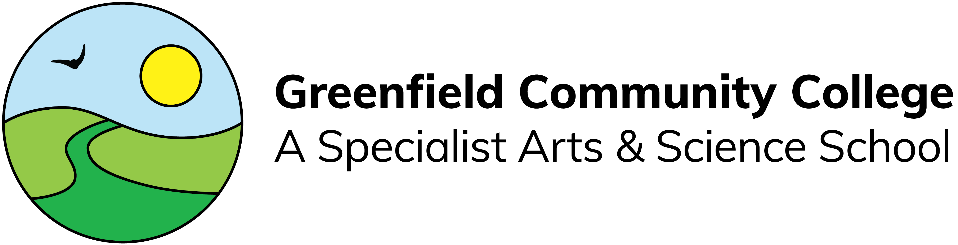 Greenfield Community College
A Specialist Arts & Science School